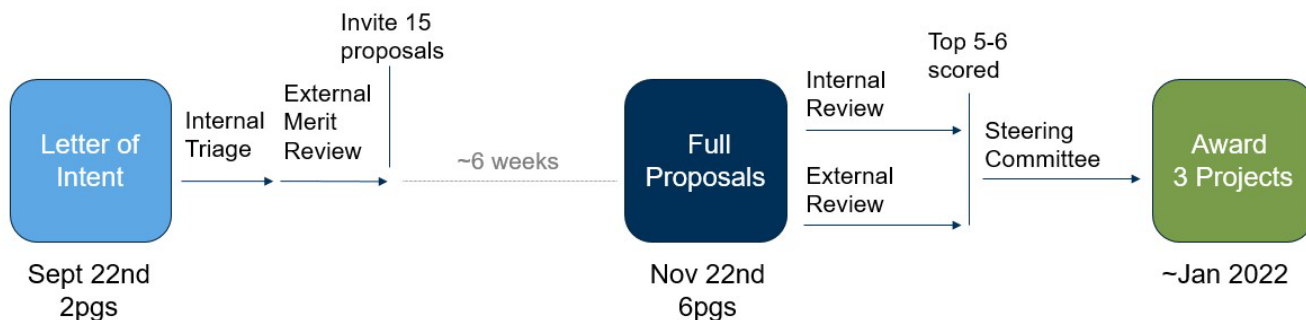 Letter of
Intent
Sept 22nd
2pgs
Internal
Triage
External
Merit
Review
Invite 15
proposals
~6 weeks
Full
Proposals
Nov 22nd
6pgs
Internal
Review
External
Review
Top 5-6
scored
Steering
Committee
Award
3 Projects
~Jan 2022